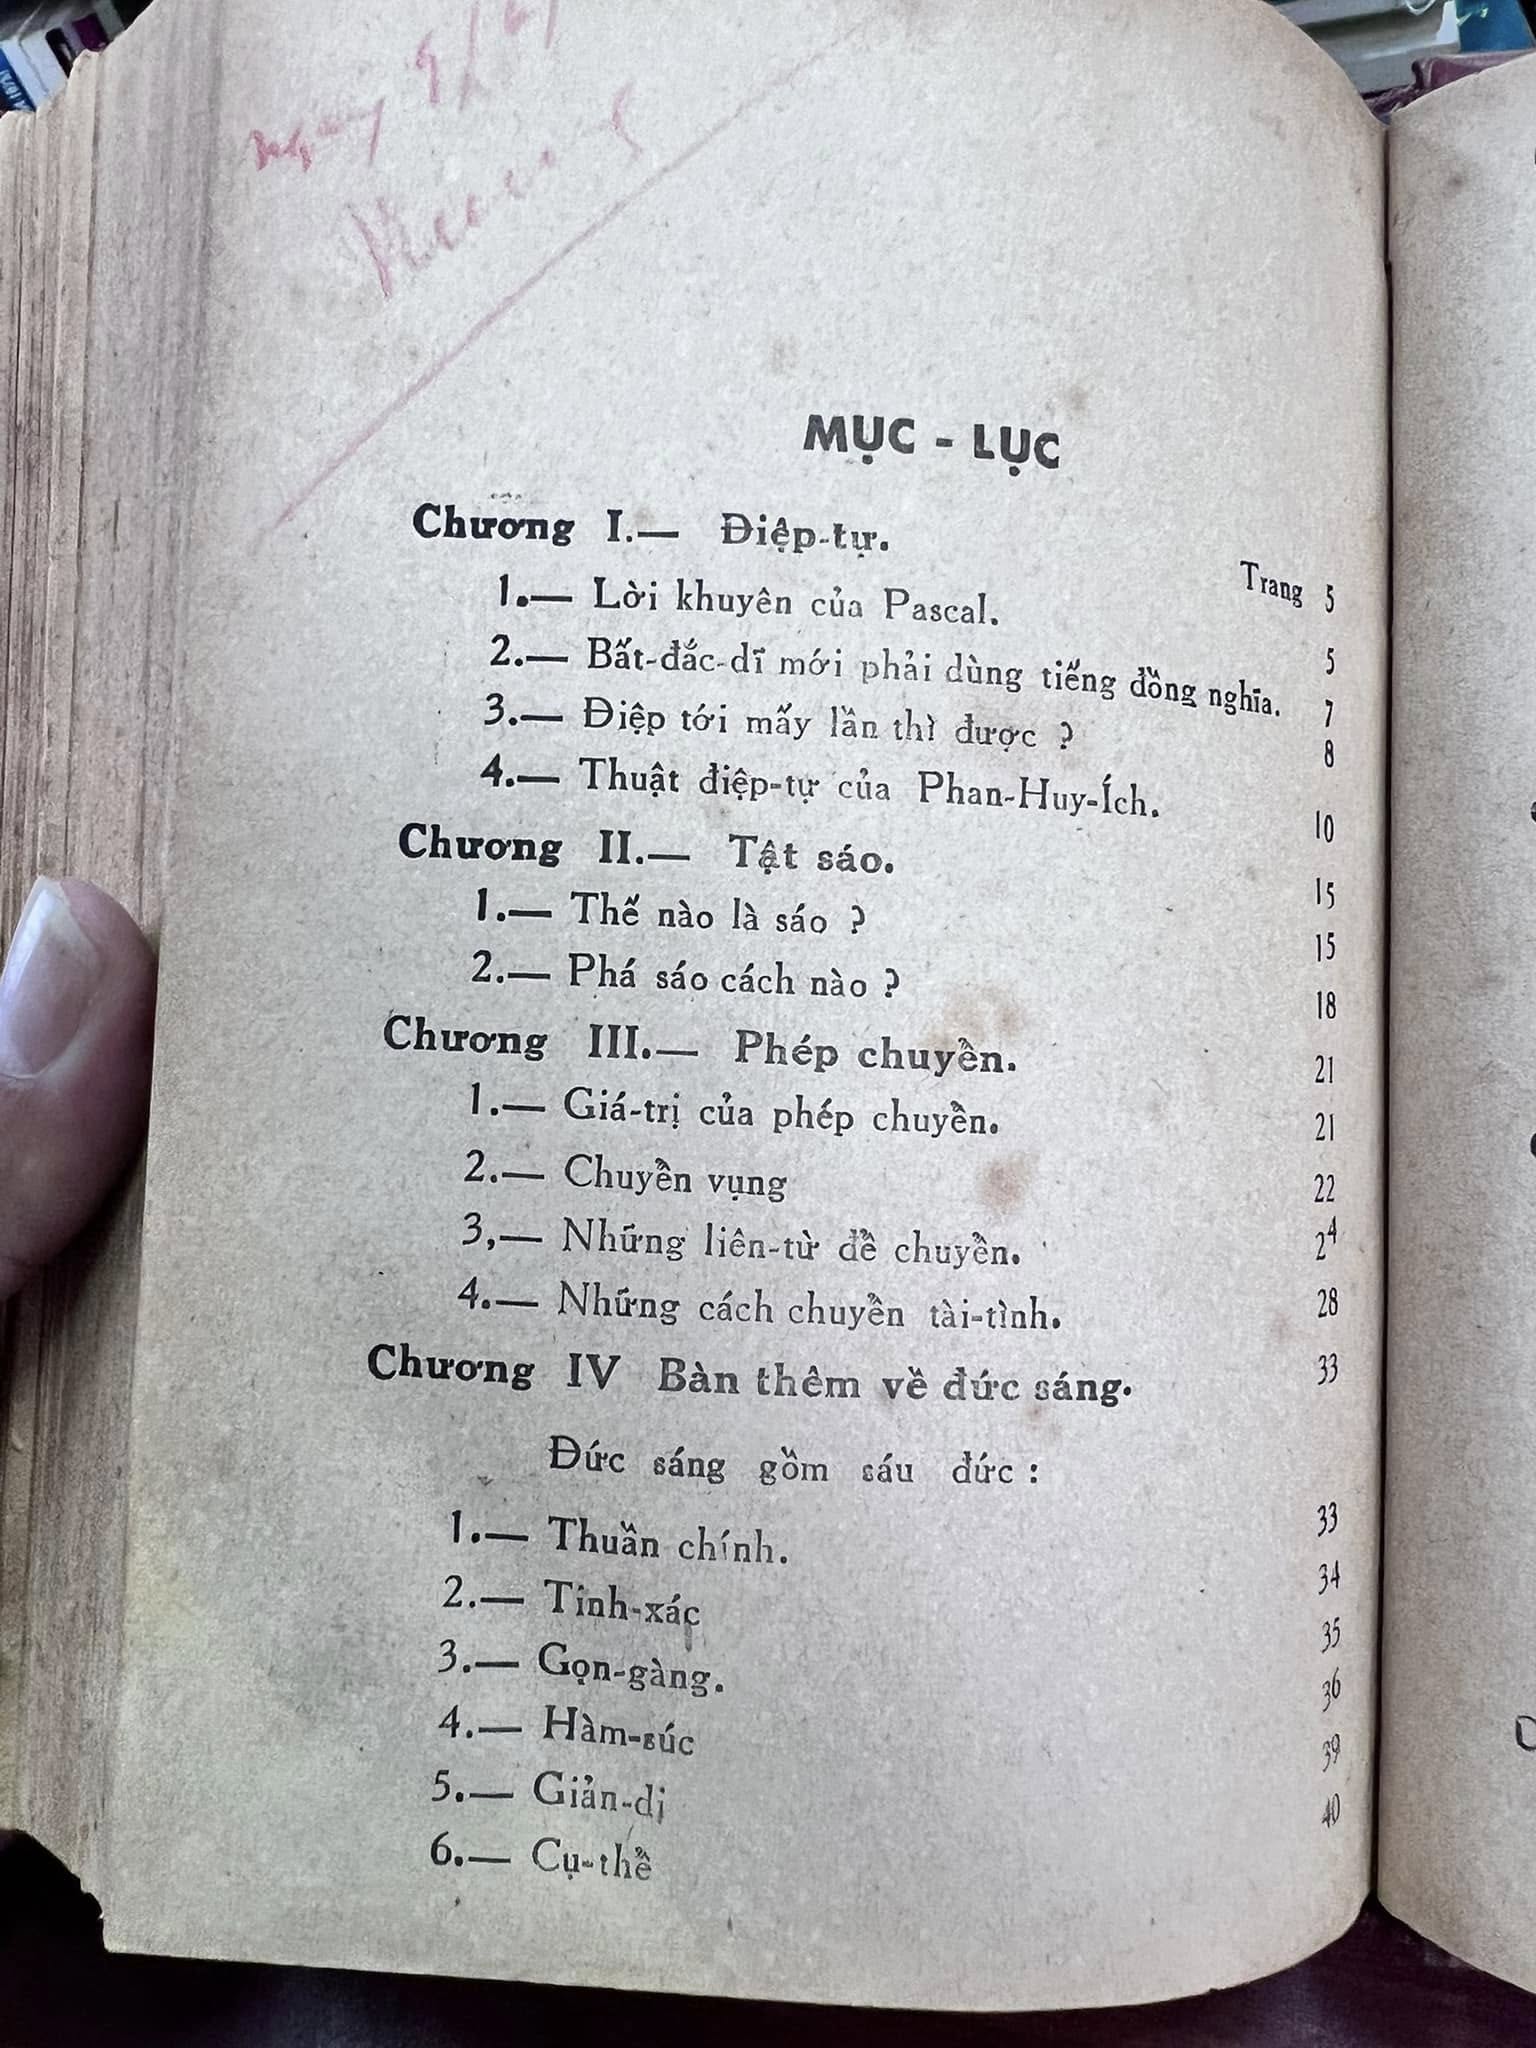 ngày
MỤC - LỤC
Chương I.— Điệp-tự. Trang 5
1.— Lời khuyên của Pascal. 5
2.— Bất-đắc-dĩ mới phải dùng tiếng đồng nghĩa. 7
3.— Điệp tới mấy lần thì được ? 8
4.— Thuật điệp-tự của Phan-Huy-Ích. 10
Chương II.— Tật sáo. 15
1.— Thế nào là sáo ? 15
2.— Phá sáo cách nào ? 18
Chương III.— Phép chuyển. 21
1.— Giá-trị của phép chuyển. 21
2.— Chuyển vụng 22
3,— Những liên-từ để chuyển. 24
4.— Những cách chuyển tài-tình. 28
Chương IV Bàn thêm về đức sáng. 33
Đức sáng gồm sáu đức :
1.— Thuần chính. 33
2.— Tinh-xác 34
3.— Gọn-gàng. 35
4.— Hàm-súc 36
5.— Giản-dị 39
6.— Cụ-thể 40